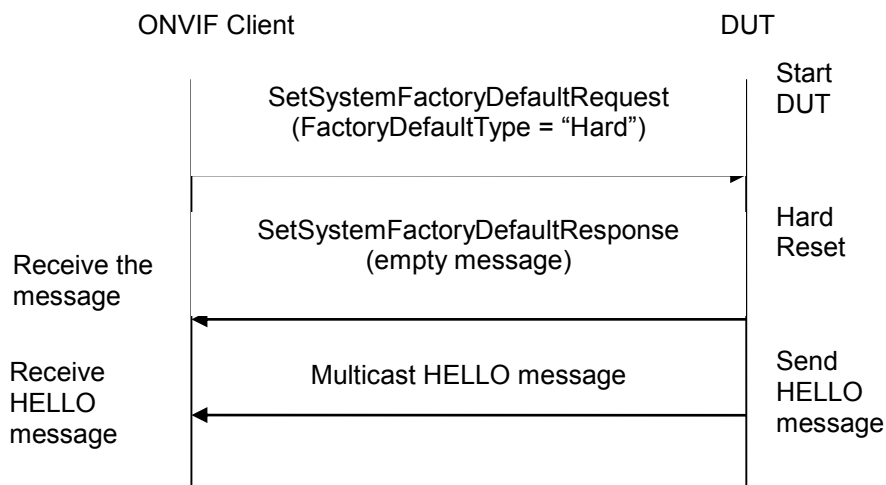 ONVIF Client
DUT
Start
DUT
SetSystemFactoryDefaultRequest
(FactoryDefaultType = “Hard”)
SetSystemFactoryDefaultResponse
(empty message)
Hard
Reset
Receive the
message
Receive
HELLO
message
Multicast HELLO message
Send
HELLO
message